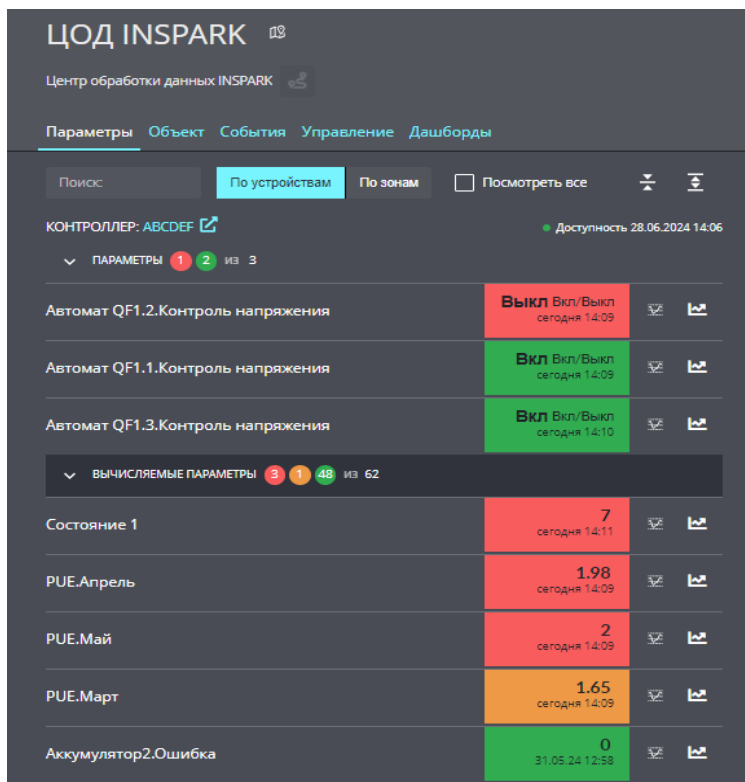 ЦОД INSPARK
Центр обработки данных INSPARK
Параметры Объект События Управление Дашборды
Поиск: По устройствам По зонам Посмотреть все
КОНТРОЛЛЕР: ABCDEF Доступность 28.06.2024 14:06
ПАРАМЕТРЫ 1 2 из 3
Автомат QF1.2.Контроль напряжения Выкл Вкл/Выкл
сегодня 14:09
Автомат QF1.1.Контроль напряжения Вкл Вкл/Выкл
сегодня 14:09
Автомат QF1.3.Контроль напряжения Вкл Вкл/Выкл
сегодня 14:10
ВЫЧИСЛЯЕМЫЕ ПАРАМЕТРЫ 3 1 48 из 62
Состояние 1 7
сегодня 14:11
PUE.Апрель 1.98
сегодня 14:09
PUE.Май 2
сегодня 14:09
PUE.Март 1.65
сегодня 14:09
Аккумулятор2.Ошибка 0
31.05.24 12:58